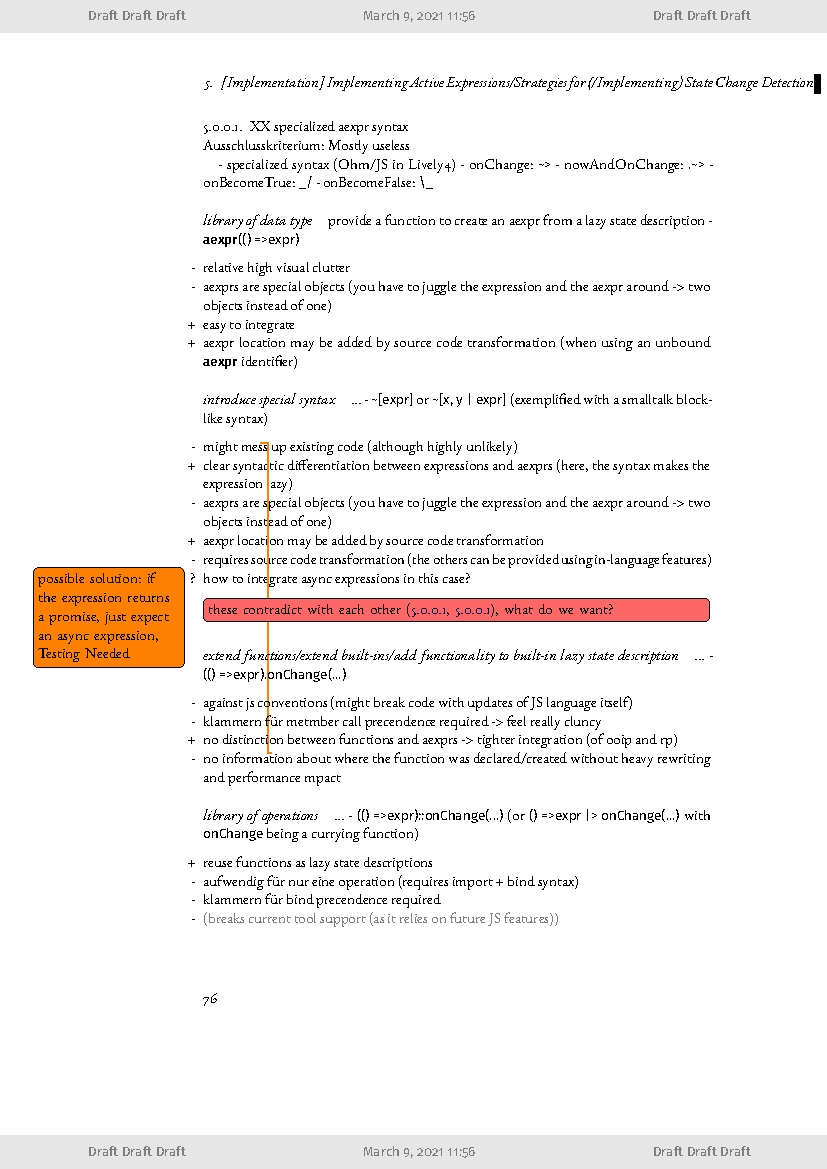 Draft Draft Draft March 9, 2021 11:56 Draft Draft Draft
5. [Implementation] Implementing Active Expressions/Strategies for (/Implementing) State Change Detection
5.0.0.1. XX specialized aexpr syntax
Ausschlusskriterium: Mostly useless
- specialized syntax (Ohm/JS in Lively4) - onChange: ~> - nowAndOnChange: .~> -
onBecomeTrue: _/ - onBecomeFalse: \_
library of data type ‌ provide a function to create an aexpr from a lazy state description -
aexpr(() =>expr)
- relative high visual clutter
- aexprs are special objects (you have to juggle the expression and the aexpr around -> two
objects instead of one)
+ easy to integrate
+ aexpr location may be added by source code transformation (when using an unbound
aexpr identifier)
introduce special syntax ... - ~[expr] or ~[x, y | expr] (exemplified with a smalltalk block-
like syntax)
- might mess up existing code (although highly unlikely)
+ clear syntactic differentiation between expressions and aexprs (here, the syntax makes the
expression lazy)
- aexprs are special objects (you have to juggle the expression and the aexpr around -> two
objects instead of one)
+ aexpr location may be added by source code transformation
- requires source code transformation (the others can be provided using in-language features)
? how to integrate async expressions in this case?
possible solution: if
the expression returns
a promise, just expect
an async expression,
Testing Needed
these contradict with each other (5.0.0.1, 5.0.0.1), what do we want?
extend functions/extend built-ins/add functionality to built-in lazy state description ... -
(() =>expr).onChange(...)
- against js conventions (might break code with updates of JS language itself)
- klammern für metmber call precendence required -> feel really cluncy
+ no distinction between functions and aexprs -> tighter integration (of ooip and rp)
- no information about where the function was declared/created without heavy rewriting
and performance mpact
library of operations ... - (() =>expr)::onChange(...) (or () =>expr |> onChange(...) with
onChange being a currying function)
+ reuse functions as lazy state descriptions
- aufwendig für nur eine operation (requires import + bind syntax)
- klammern für bind precendence required
- (breaks current tool support (as it relies on future JS features))
76
Draft Draft Draft March 9, 2021 11:56 Draft Draft Draft